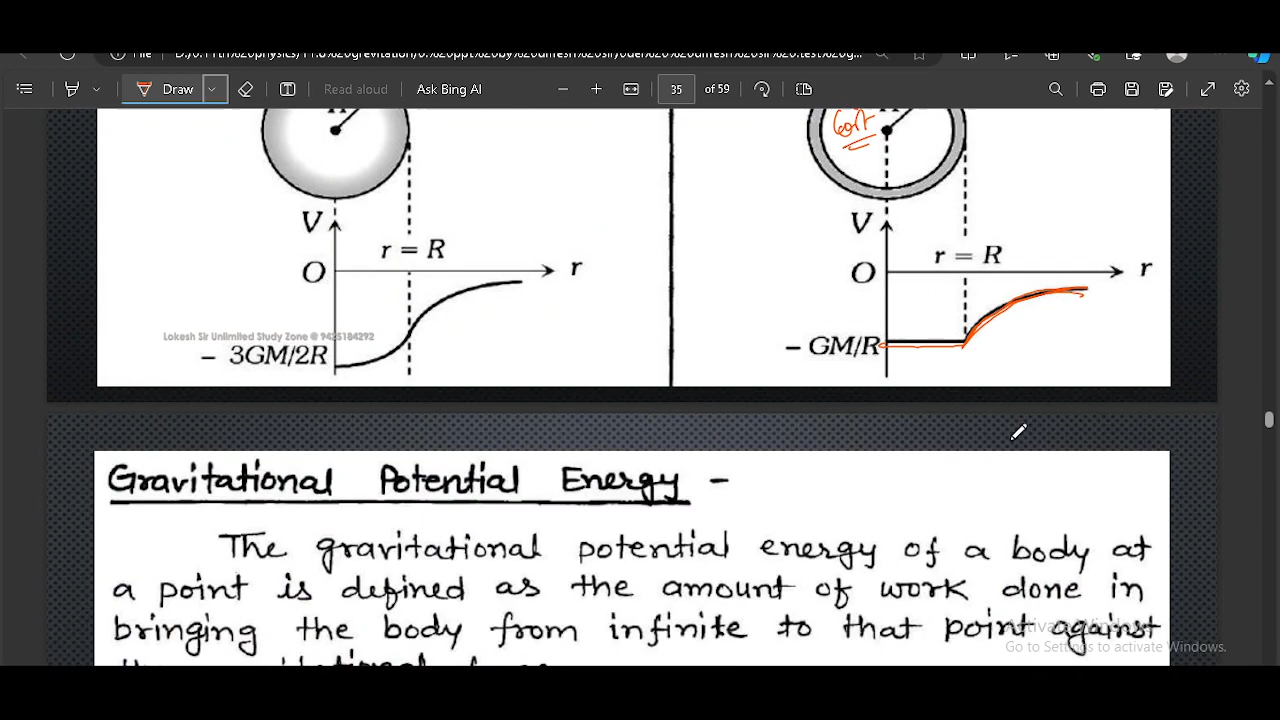 Draw
Read aloud
Ask Bing AI
35 of 59
V
r = R
O
r
Lokesh Sir Unlimited Study Zone @ 9425184292
– 3GM/2R
V
r = R
O
r
– GM/R
Gravitational Potential Energy –
The gravitational potential energy of a body at
a point is defined as the amount of work done in
bringing the body from infinite to that point against
Activate Windows
Go to Settings to activate Windows.